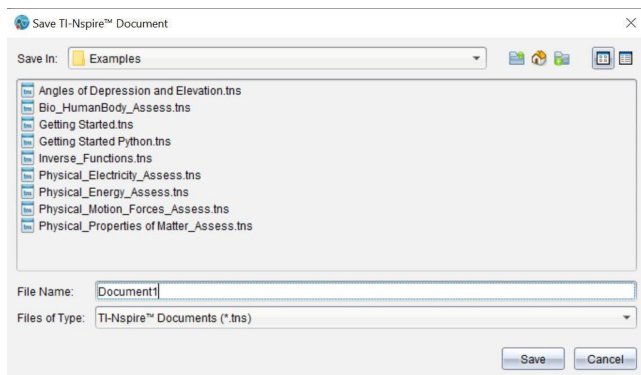 Save TI-Nspire™ Document
Save In: Examples
Angles of Depression and Elevation.tns
Bio_HumanBody_Assess.tns
Getting Started.tns
Getting Started Python.tns
Inverse_Functions.tns
Physical_Electricity_Assess.tns
Physical_Energy_Assess.tns
Physical_Motion_Forces_Assess.tns
Physical_Properties of Matter_Assess.tns
File Name: Document1
Files of Type: TI-Nspire™ Documents (*.tns)
Save Cancel